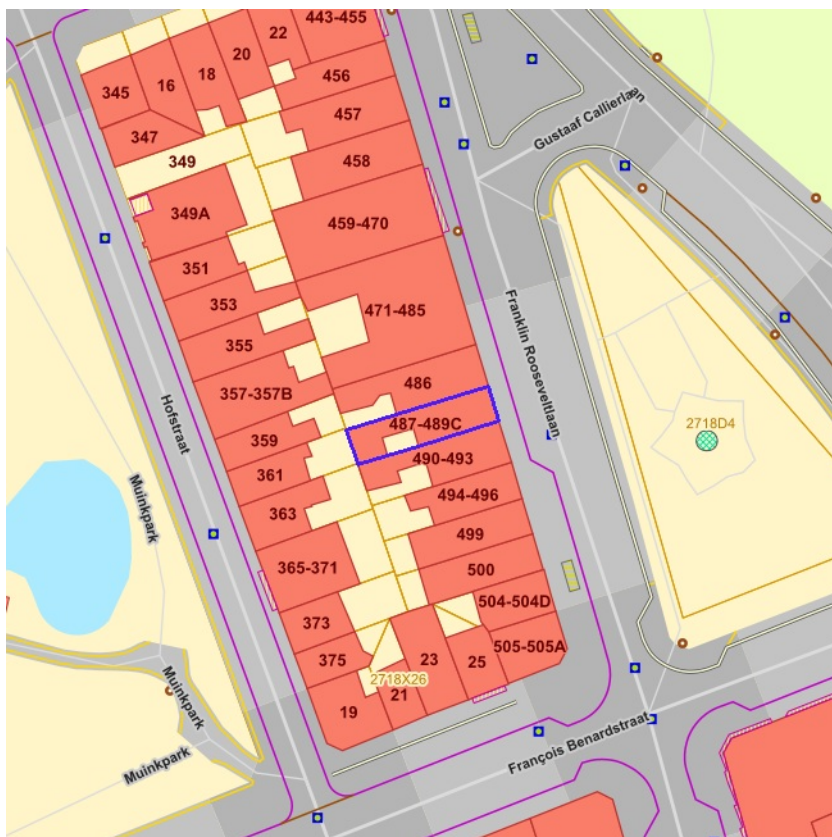 443-455
22
20
18
16
345
456
457
347
458
349
349A
459-470
351
353
471-485
355
357-357B
486
487-489C
359
490-493
361
494-496
363
499
365-371
500
373
504-504D
375
505-505A
23
25
2718X26
21
19
Gustaaf Callierlaan
Franklin Rooseveltlaan
2718D4
Hofstraat
Muinkpark
Muinkpark
Muinkpark
François Benardstraat